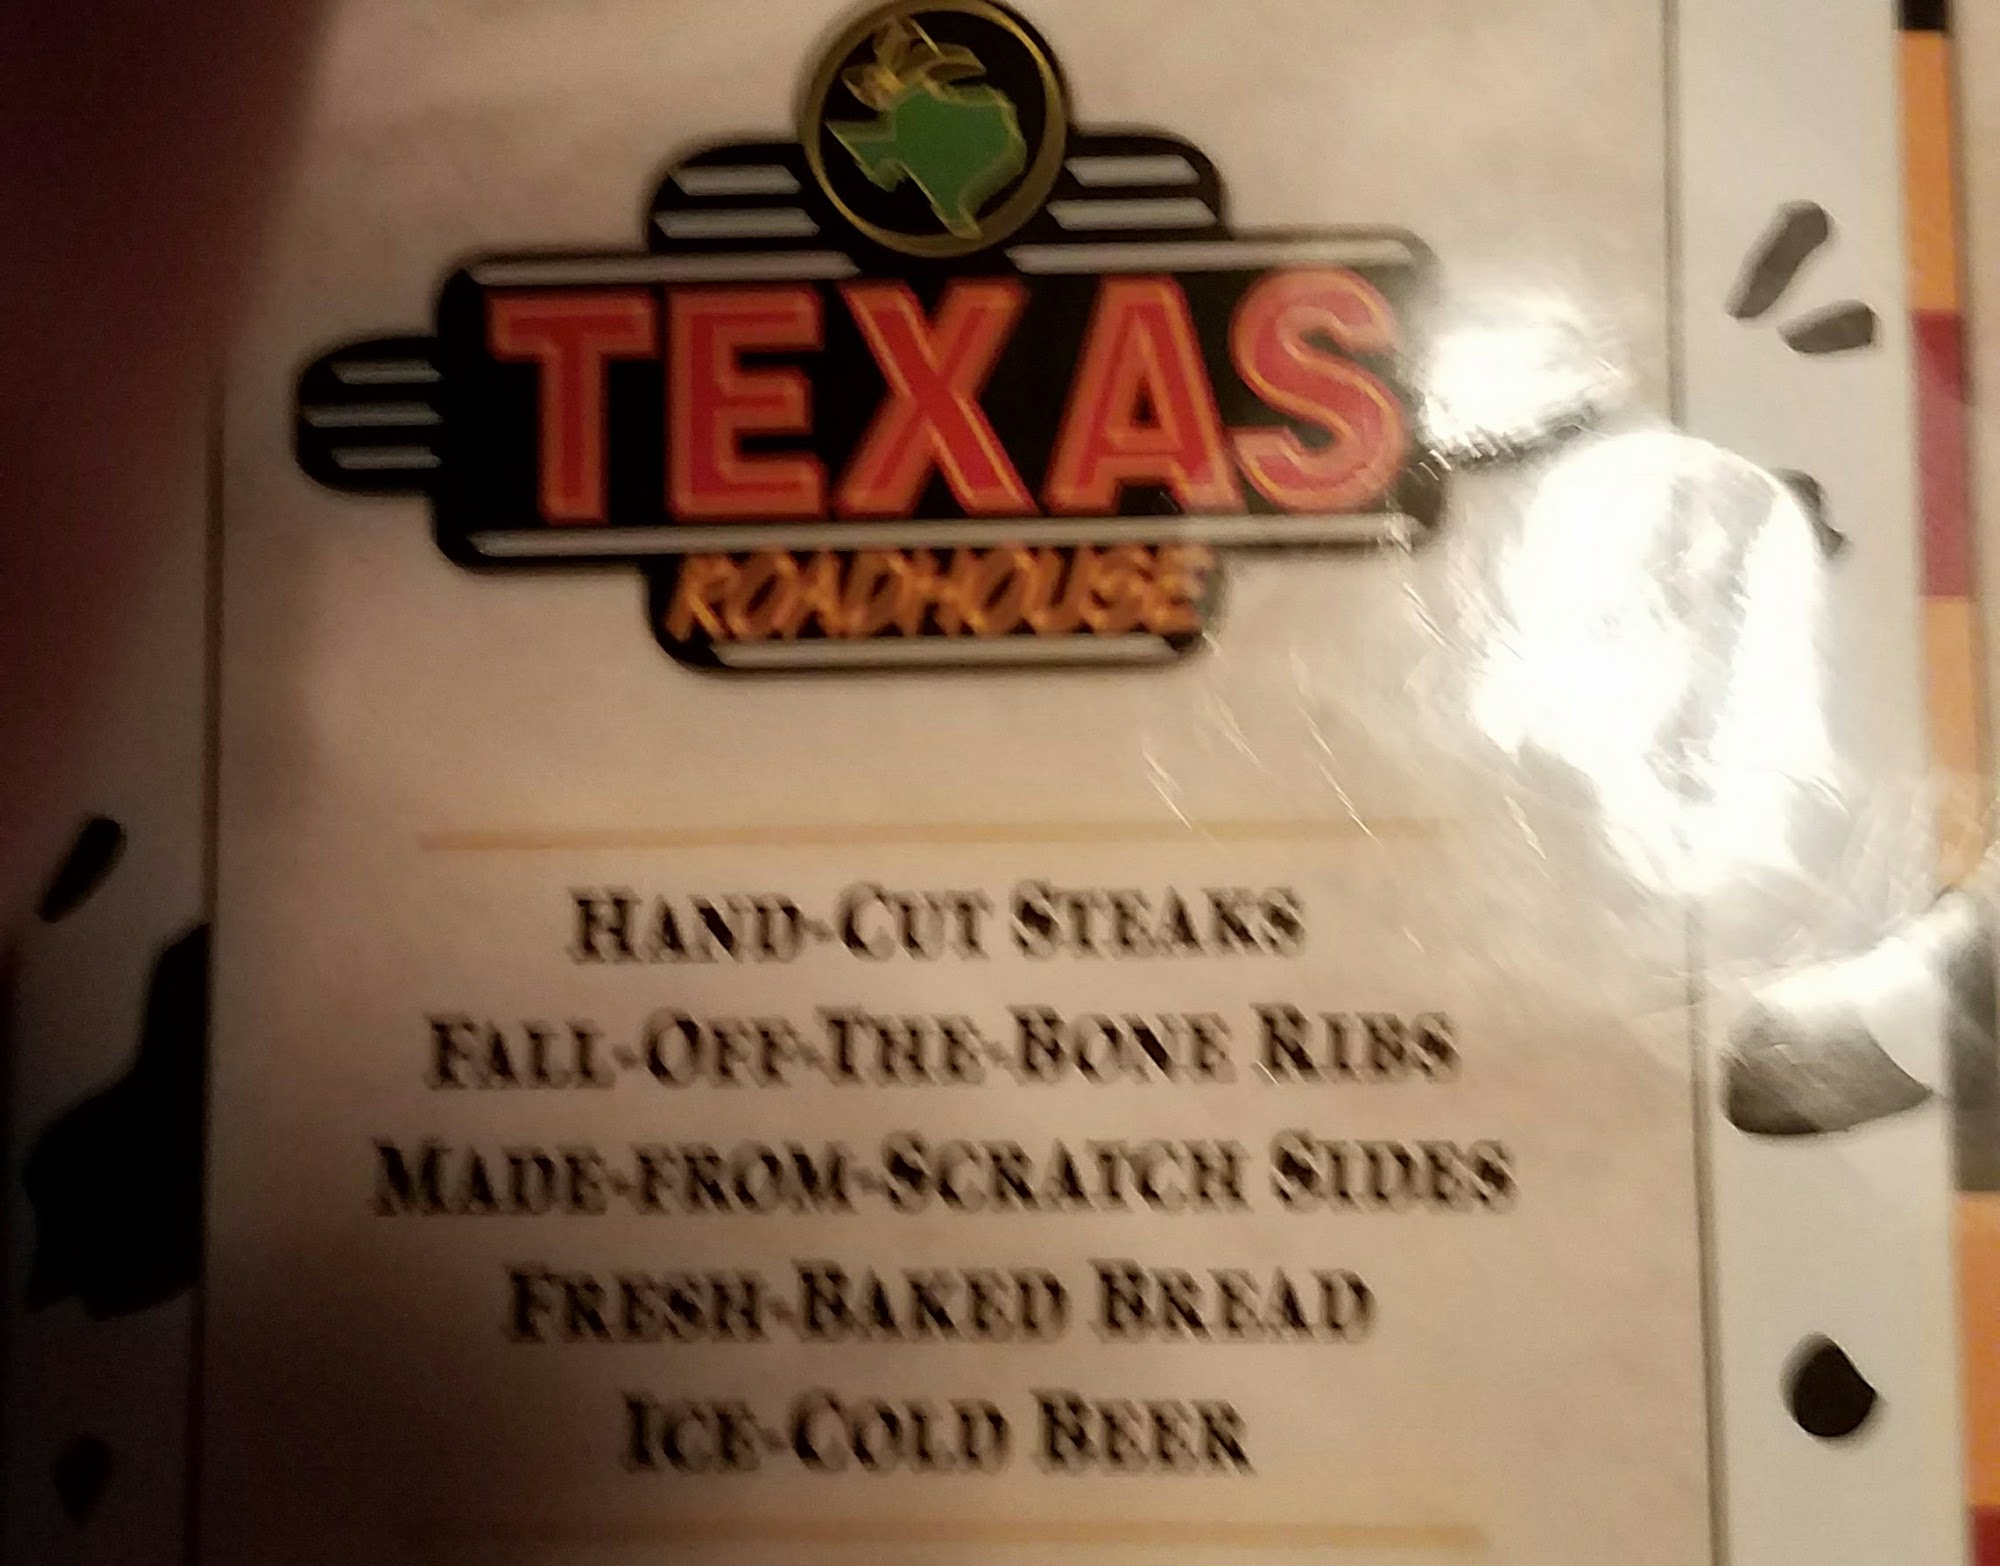 TEXAS
ROADHOUSE
HAND-CUT STEAKS
FALL-OFF-THE-BONE RIBS
MADE-FROM-SCRATCH SIDES
FRESH-BAKED BREAD
ICE-COLD BEER